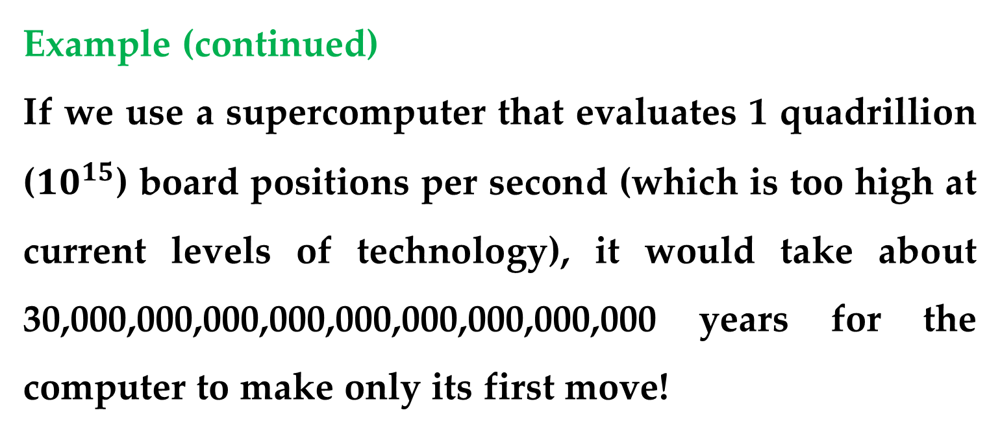 Example (continued)
If we use a supercomputer that evaluates 1 quadrillion
(10¹⁵) board positions per second (which is too high at
current levels of technology), it would take about
30,000,000,000,000,000,000,000,000,000 years for the
computer to make only its first move!